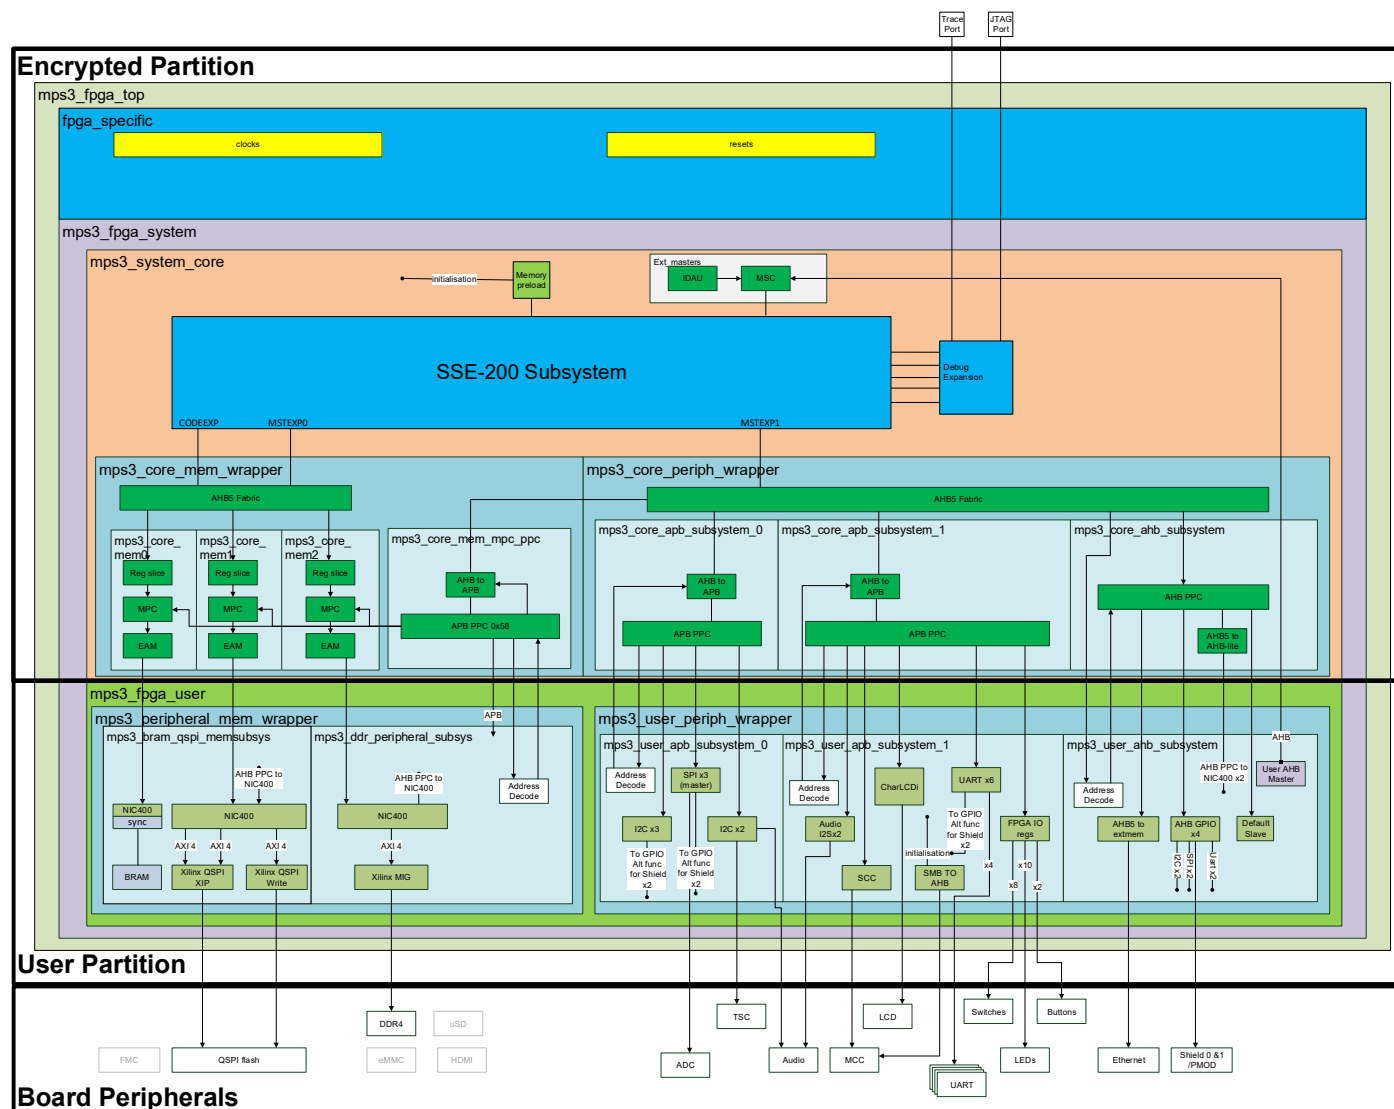 Trace
Port
JTAG
Port
Encrypted Partition
mps3_fpga_top
fpga_specific
clocks
resets
mps3_fpga_system
mps3_system_core
initialisation
Memory
preload
Ext_masters
IDAU
MSC
SSE-200 Subsystem
Debug
Expansion
CODEEXP
MSTEXP0
MSTEXP1
mps3_core_mem_wrapper
mps3_core_periph_wrapper
AHB5 Fabric
AHB5 Fabric
mps3_core_
mem0
mps3_core_
mem1
mps3_core_
mem2
mps3_core_mem_mpc_ppc
mps3_core_apb_subsystem_0
mps3_core_apb_subsystem_1
mps3_core_ahb_subsystem
Reg slice
Reg slice
Reg slice
AHB to
APB
AHB to
APB
AHB to
APB
MPC
MPC
MPC
AHB PPC
APB PPC 0x58
APB PPC
APB PPC
AHB5 to
AHB-lite
EAM
EAM
EAM
mps3_fpga_user
mps3_peripheral_mem_wrapper
APB
mps3_user_periph_wrapper
mps3_bram_qspi_memsubsys
mps3_ddr_peripheral_subsys
mps3_user_apb_subsystem_0
mps3_user_apb_subsystem_1
mps3_user_ahb_subsystem
AHB
AHB PPC to
NIC400
AHB PPC to
NIC400
Address
Decode
Address
Decode
SPI x3
(master)
Address
Decode
CharLCDi
UART x6
Address
Decode
AHB PPC to
NIC400 x2
User AHB
Master
NIC400
sync
NIC400
NIC400
I2C x3
I2C x2
Audio
I2Sx2
To GPIO
Alt func
for Shield
x2
FPGA IO
regs
AHB5 to
extmem
AHB GPIO
x4
Default
Slave
AXI 4
AXI 4
AXI 4
To GPIO
Alt func
for Shield
x2
To GPIO
Alt func
for Shield
x2
initialisation
x4
x10
x8
x2
I2C x2
SPI x2
Uart x2
BRAM
Xilinx QSPI
XIP
Xilinx QSPI
Write
Xilinx MIG
SCC
SMB TO
AHB
User Partition
DDR4
uSD
TSC
LCD
Switches
Buttons
FMC
QSPI flash
eMMC
HDMI
ADC
Audio
MCC
UART
LEDs
Ethernet
Shield 0 &1
/PMOD
Board Peripherals